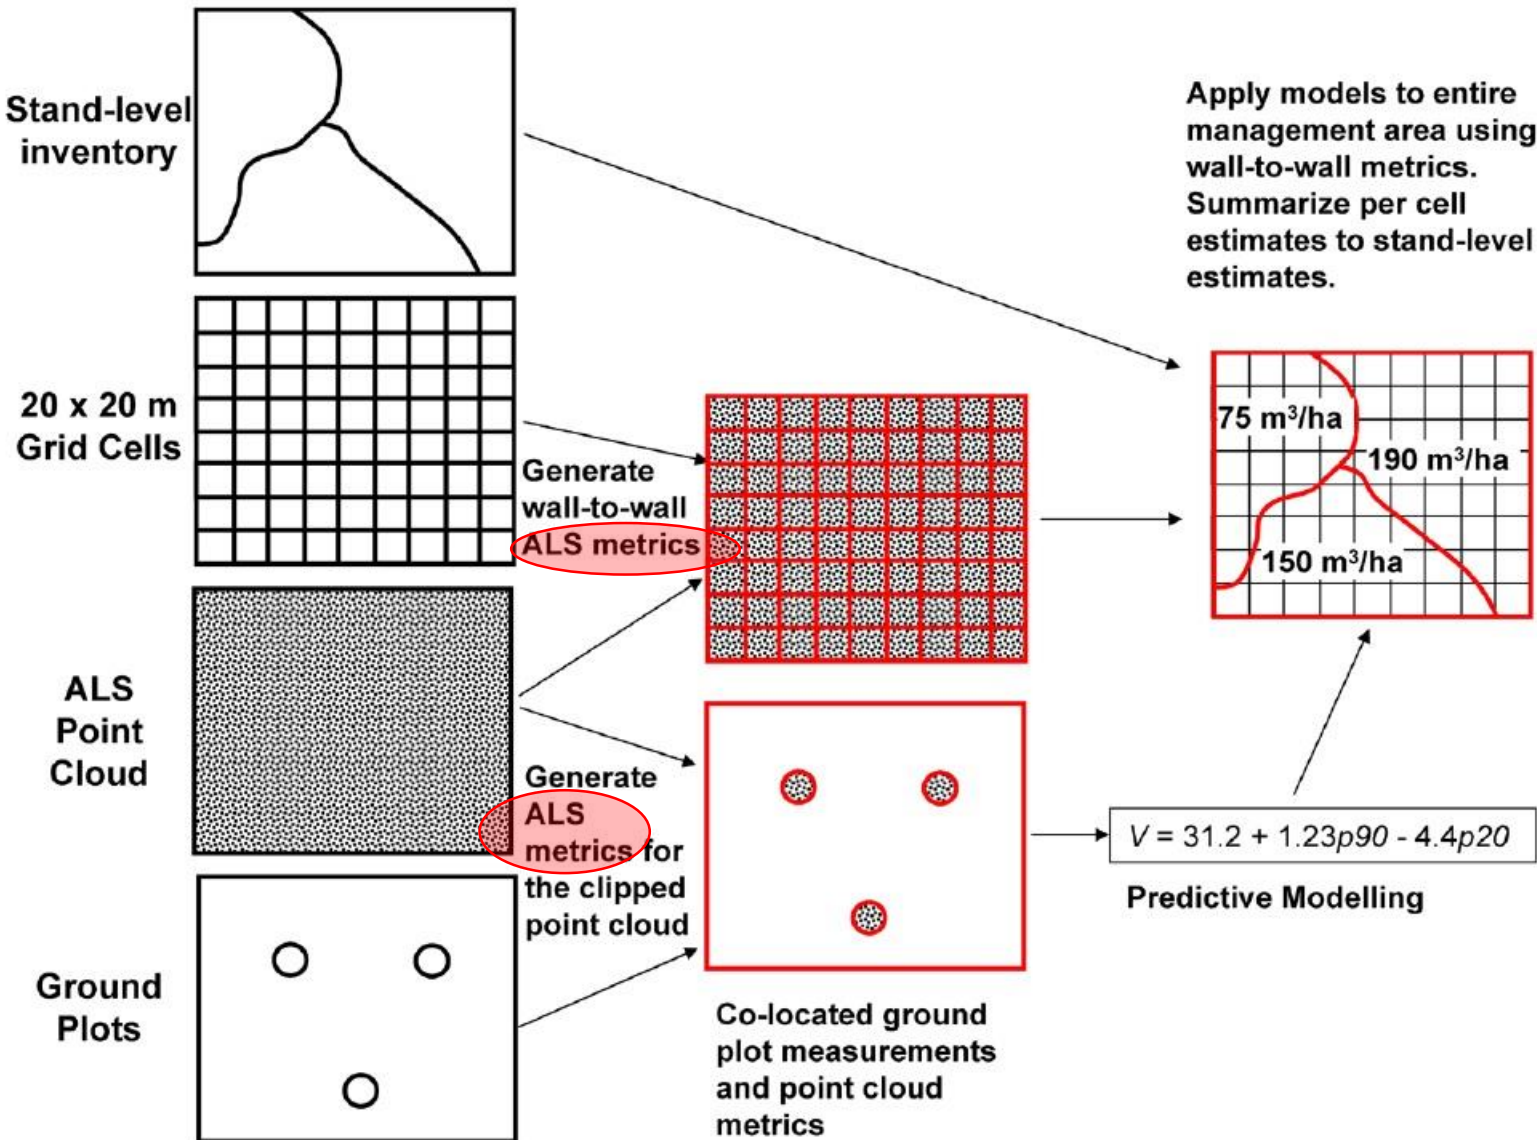 Stand-level
inventory
20 x 20 m
Grid Cells
ALS
Point
Cloud
Ground
Plots
Generate
wall-to-wall
ALS metrics
Generate
ALS
metrics for
the clipped
point cloud
Co-located ground
plot measurements
and point cloud
metrics
V = 31.2 + 1.23p90 - 4.4p20
Predictive Modelling
Apply models to entire
management area using
wall-to-wall metrics.
Summarize per cell
estimates to stand-level
estimates.
75 m³/ha
190 m³/ha
150 m³/ha